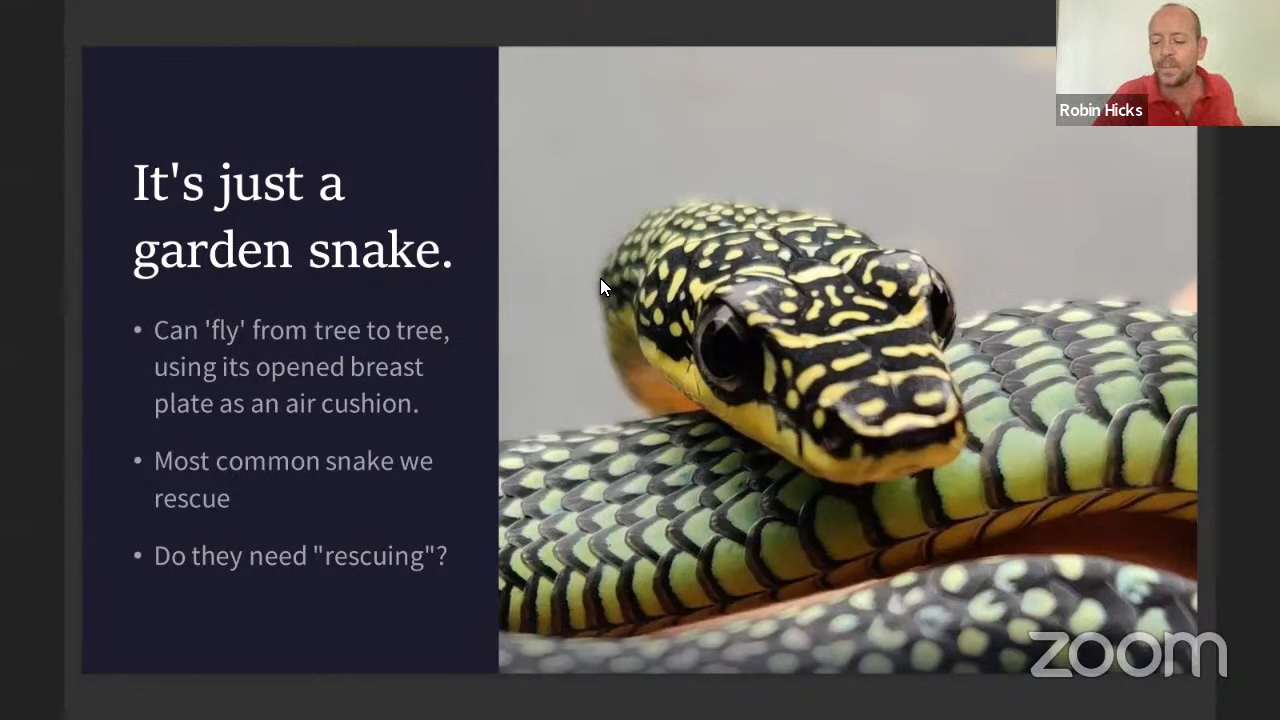 It's just a
garden snake.
• Can 'fly' from tree to tree,
using its opened breast
plate as an air cushion.
• Most common snake we
rescue
• Do they need "rescuing"?
Robin Hicks
zoom